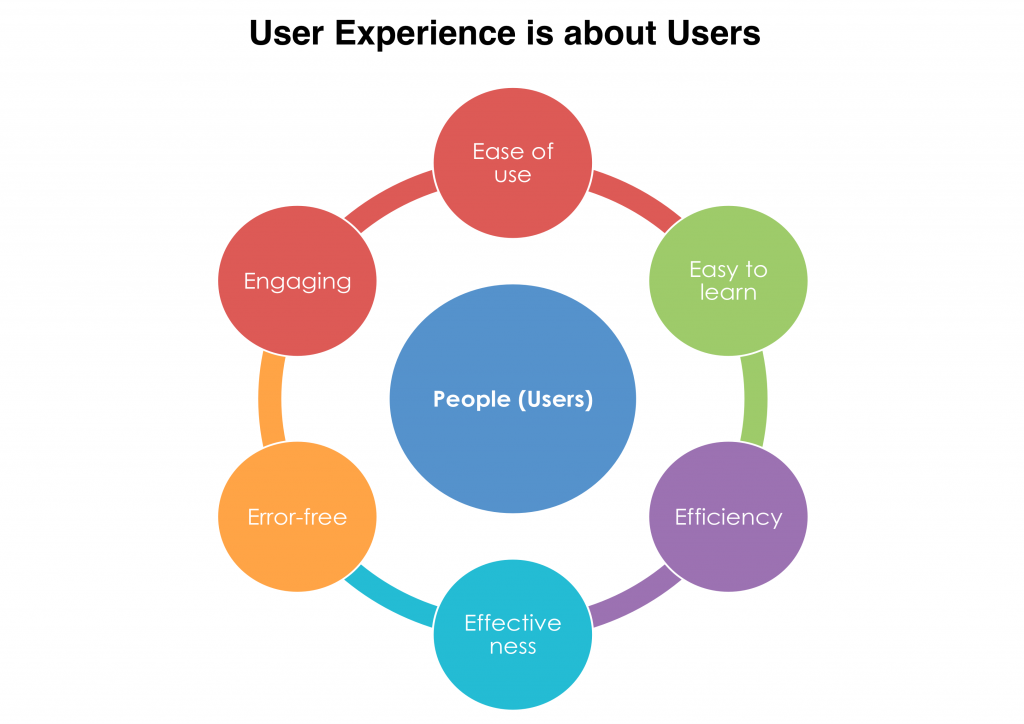 User Experience is about Users
Ease of
use
Engaging
Easy to
learn
People (Users)
Error-free
Efficiency
Effective
ness